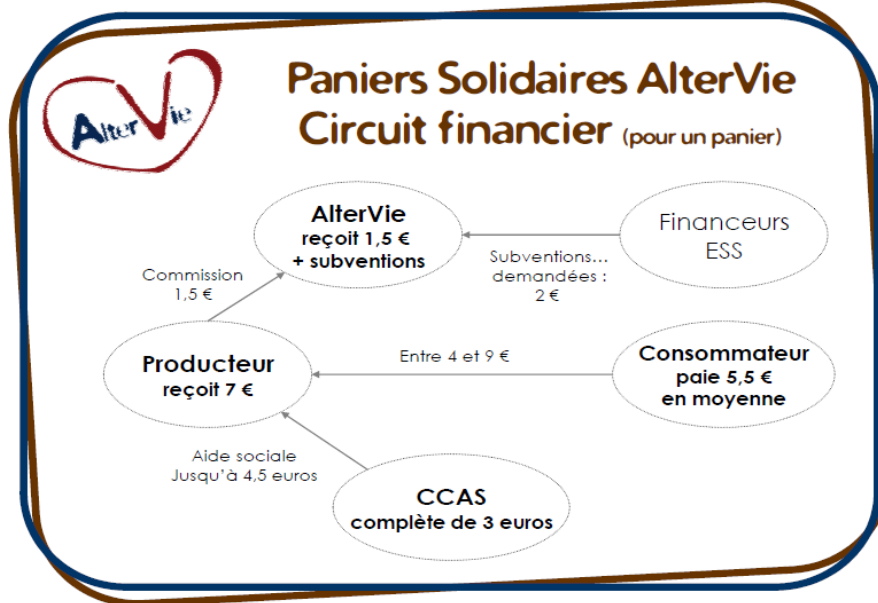 Alter Vie
Paniers Solidaires AlterVie
Circuit financier (pour un panier)
AlterVie
reçoit 1,5 €
+ subventions
Financeurs
ESS
Subventions...
demandées :
2 €
Commission
1,5 €
Producteur
reçoit 7 €
Entre 4 et 9 €
Consommateur
paie 5,5 €
en moyenne
Aide sociale
Jusqu'à 4,5 euros
CCAS
complète de 3 euros